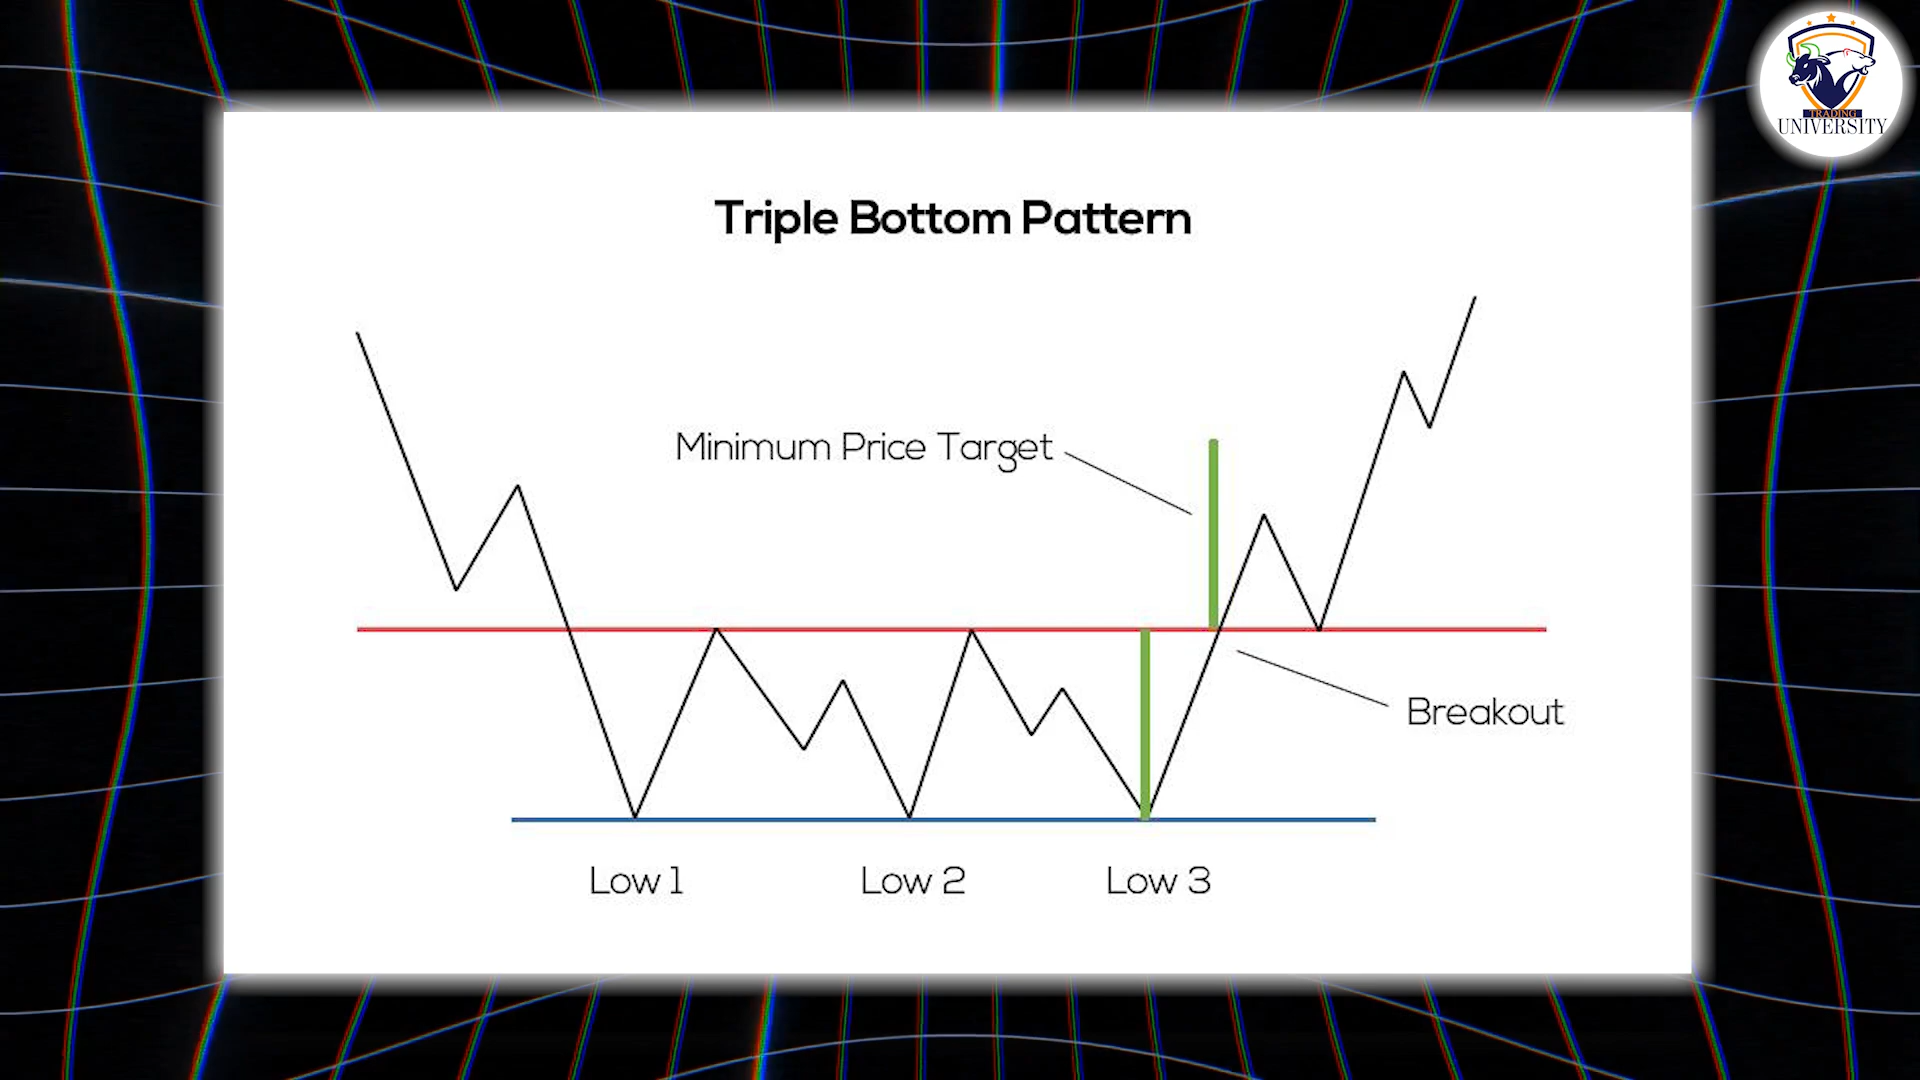 TRADING
UNIVERSITY
Triple Bottom Pattern
Minimum Price Target
Breakout
Low 1
Low 2
Low 3